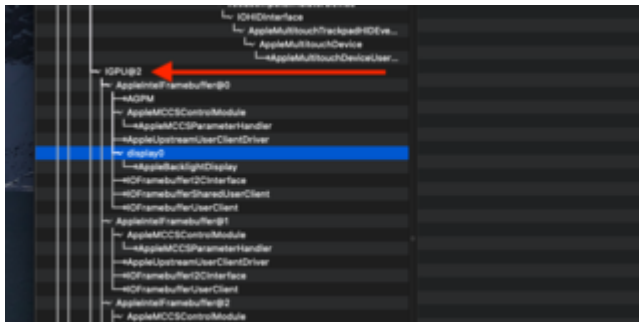 IOHIDInterface
AppleMultitouchTrackpadHIDEve...
AppleMultitouchDevice
AppleMultitouchDeviceUser...
IGPU@2
AppleIntelFramebuffer@0
AGPM
AppleMCCSControlModule
AppleMCCSParameterHandler
AppleUpstreamUserClientDriver
display0
AppleBacklightDisplay
IOFramebufferI2CInterface
IOFramebufferSharedUserClient
IOFramebufferUserClient
AppleIntelFramebuffer@1
AppleMCCSControlModule
AppleMCCSParameterHandler
AppleUpstreamUserClientDriver
IOFramebufferI2CInterface
IOFramebufferUserClient
AppleIntelFramebuffer@2
AppleMCCSControlModule